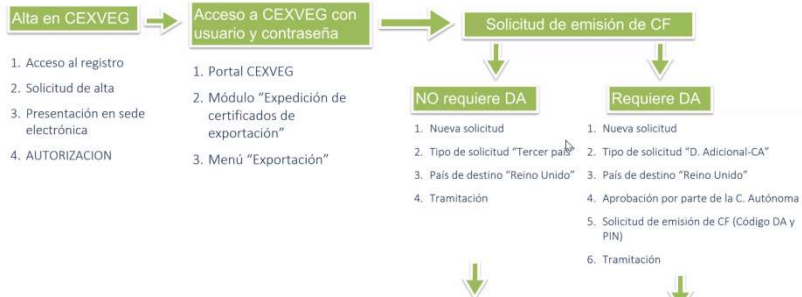 Alta en CEXVEG
1. Acceso al registro
2. Solicitud de alta
3. Presentación en sede
electrónica
4. AUTORIZACION
Acceso a CEXVEG con
usuario y contraseña
1. Portal CEXVEG
2. Módulo “Expedición de
certificados de
exportación”
3. Menú “Exportación”
Solicitud de emisión de CF
NO requiere DA
1. Nueva solicitud
2. Tipo de solicitud “Tercer país”
3. País de destino “Reino Unido”
4. Tramitación
Requiere DA
1. Nueva solicitud
2. Tipo de solicitud “D. Adicional-CA”
3. País de destino “Reino Unido”
4. Aprobación por parte de la C. Autónoma
5. Solicitud de emisión de CF (Código DA y
PIN)
6. Tramitación